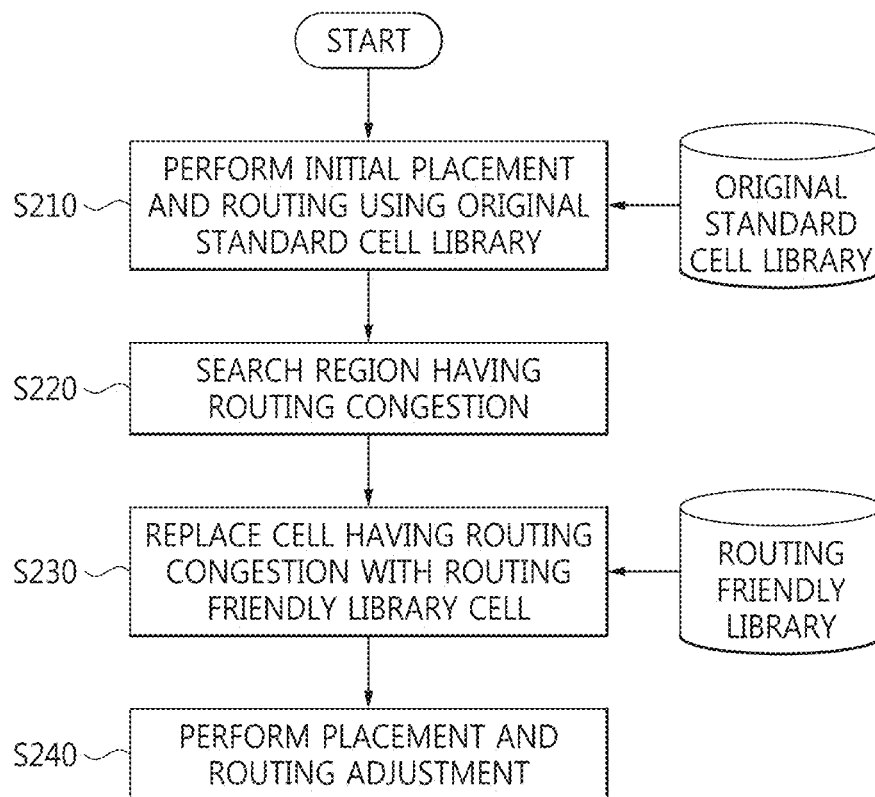 START
S210
PERFORM INITIAL PLACEMENT
AND ROUTING USING ORIGINAL
STANDARD CELL LIBRARY
ORIGINAL
STANDARD
CELL LIBRARY
S220
SEARCH REGION HAVING
ROUTING CONGESTION
S230
REPLACE CELL HAVING ROUTING
CONGESTION WITH ROUTING
FRIENDLY LIBRARY CELL
ROUTING
FRIENDLY
LIBRARY
S240
PERFORM PLACEMENT AND
ROUTING ADJUSTMENT